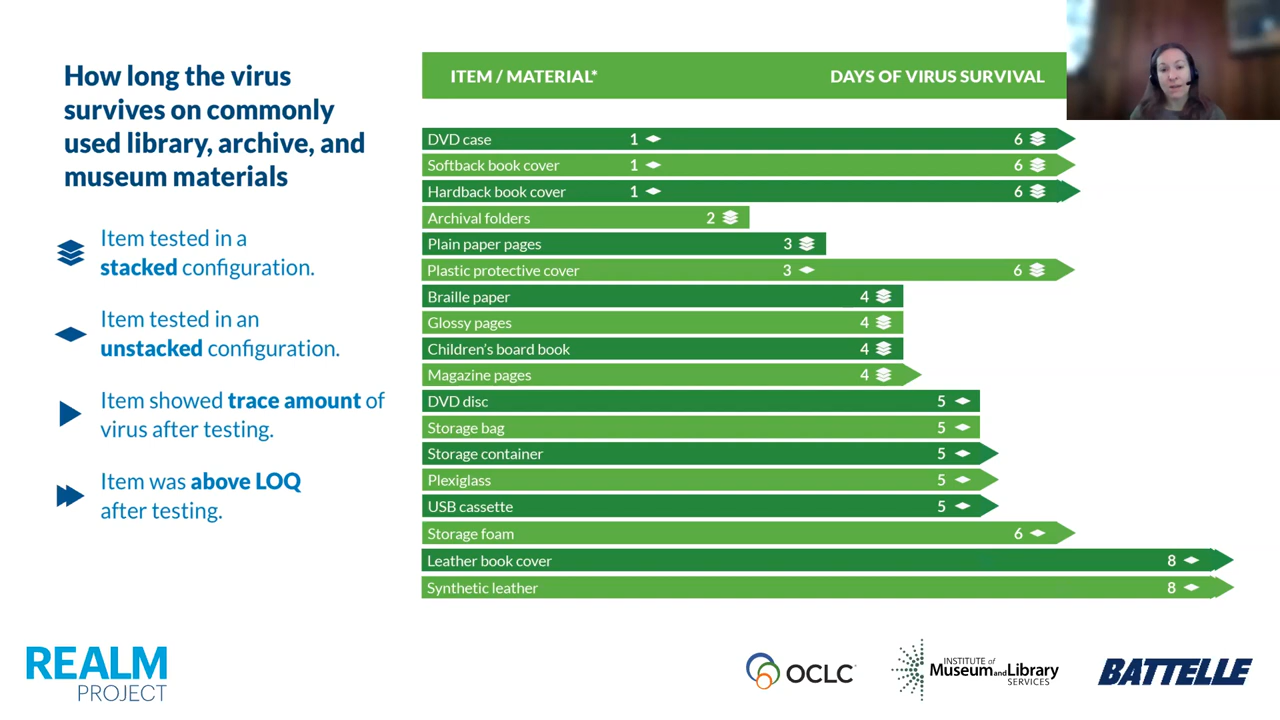 How long the virus
survives on commonly
used library, archive, and
museum materials
Item tested in a
stacked configuration.
Item tested in an
unstacked configuration.
Item showed trace amount of
virus after testing.
Item was above LOQ
after testing.
ITEM / MATERIAL* DAYS OF VIRUS SURVIVAL
DVD case 1 6
Softback book cover 1 6
Hardback book cover 1 6
Archival folders 2
Plain paper pages 3
Plastic protective cover 3 6
Braille paper 4
Glossy pages 4
Children's board book 4
Magazine pages 4
DVD disc 5
Storage bag 5
Storage container 5
Plexiglass 5
USB cassette 5
Storage foam 6
Leather book cover 8
Synthetic leather 8
REALM
PROJECT
OCLC
INSTITUTE of
Museum and Library
SERVICES
BATTELLE